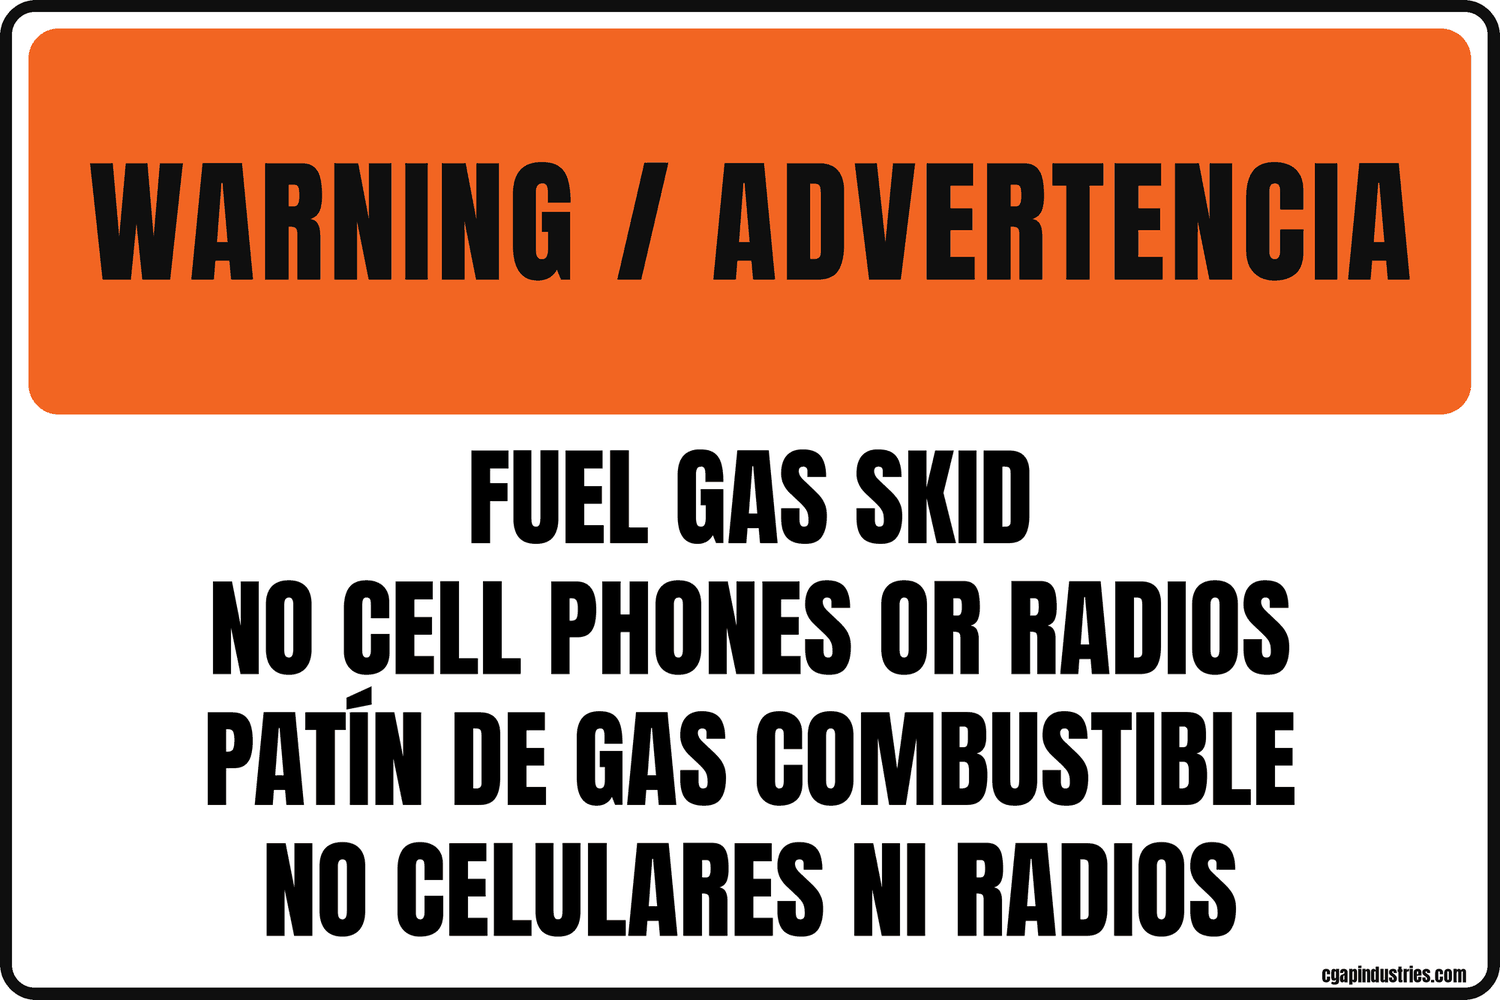 WARNING / ADVERTENCIA
FUEL GAS SKID
NO CELL PHONES OR RADIOS
PATÍN DE GAS COMBUSTIBLE
NO CELULARES NI RADIOS
cgapindustries.com